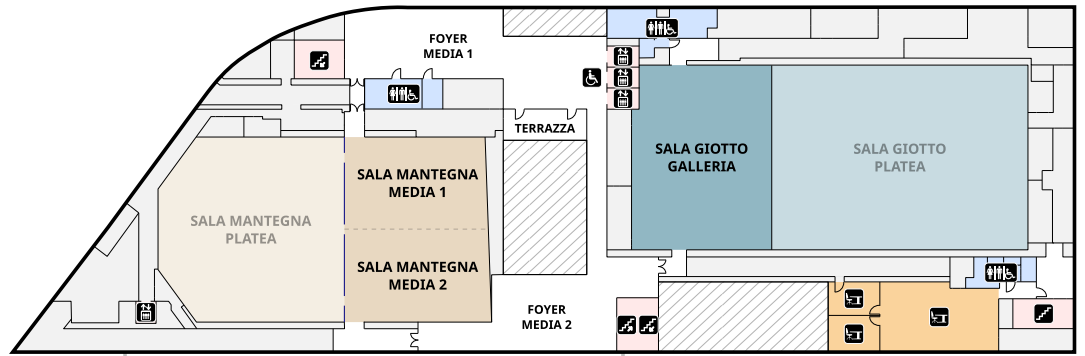 FOYER
MEDIA 1
TERRAZZA
SALA GIOTTO
GALLERIA
SALA GIOTTO
PLATEA
SALA MANTEGNA
MEDIA 1
SALA MANTEGNA
PLATEA
SALA MANTEGNA
MEDIA 2
FOYER
MEDIA 2